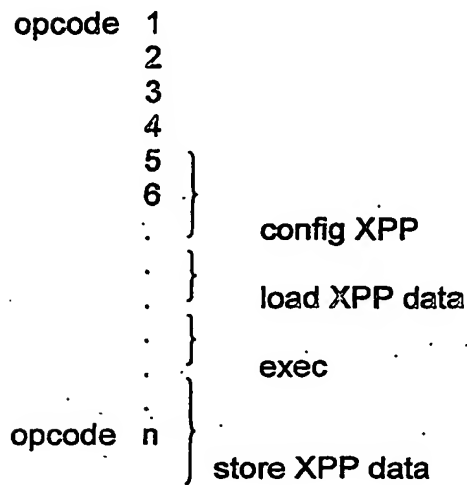 opcode 1
2
3
4
5
6
.
config XPP
.
load XPP data
.
.
exec
.
.
opcode n
store XPP data